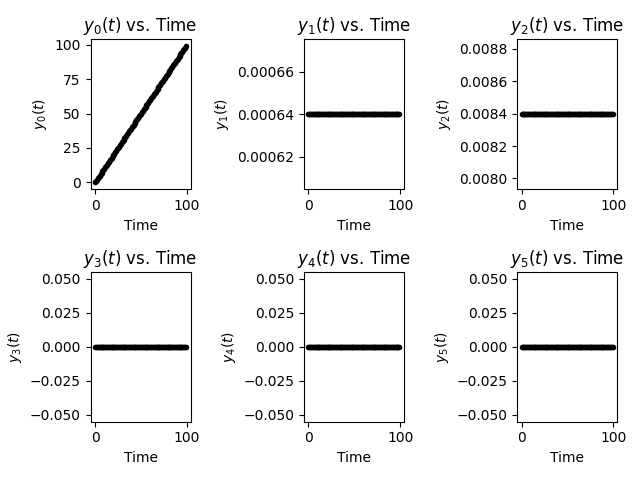 y₀(t) vs. Time
100
75
50
25
0
y₀(t)
0 100
Time
y₁(t) vs. Time
0.00066
0.00064
0.00062
y₁(t)
0 100
Time
y₂(t) vs. Time
0.0088
0.0086
0.0084
0.0082
0.0080
y₂(t)
0 100
Time
y₃(t) vs. Time
0.050
0.025
0.000
−0.025
−0.050
y₃(t)
0 100
Time
y₄(t) vs. Time
0.050
0.025
0.000
−0.025
−0.050
y₄(t)
0 100
Time
y₅(t) vs. Time
0.050
0.025
0.000
−0.025
−0.050
y₅(t)
0 100
Time